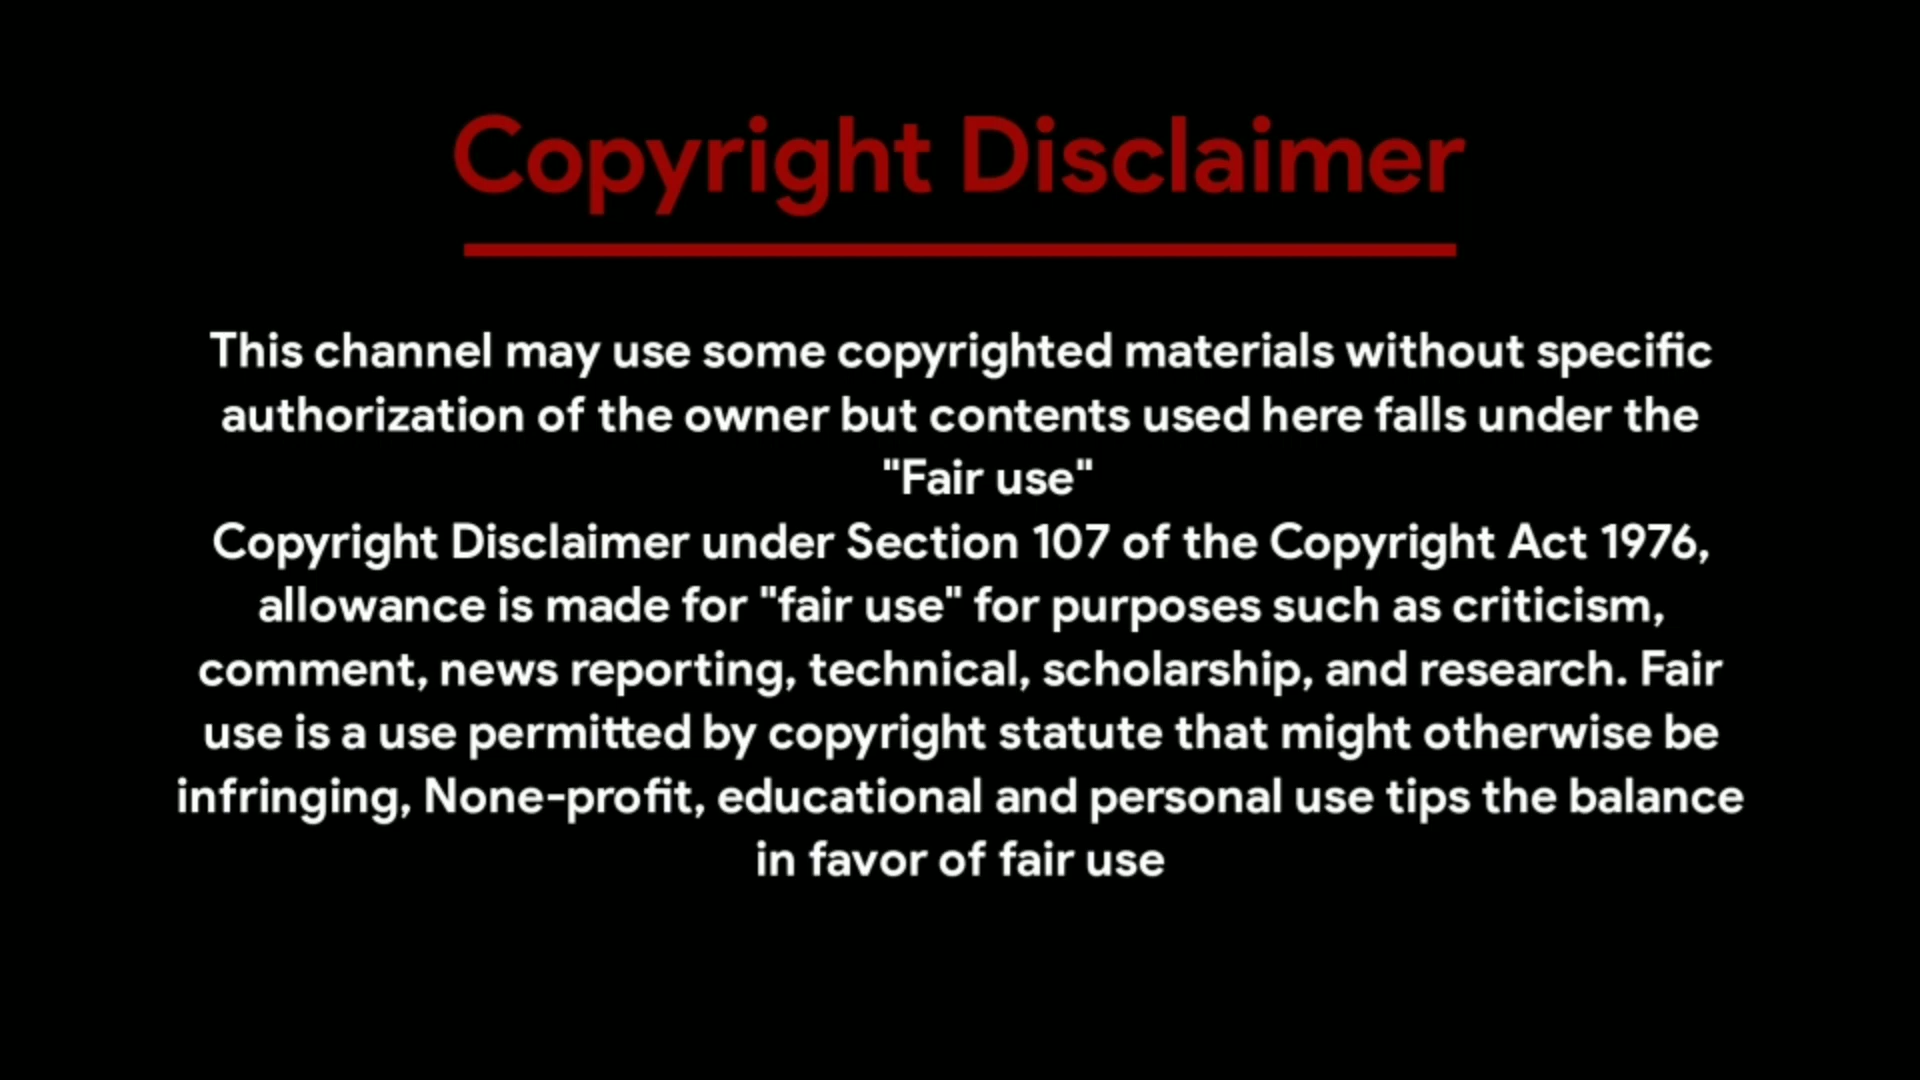 Copyright Disclaimer
This channel may use some copyrighted materials without specific
authorization of the owner but contents used here falls under the
"Fair use"
Copyright Disclaimer under Section 107 of the Copyright Act 1976,
allowance is made for "fair use" for purposes such as criticism,
comment, news reporting, technical, scholarship, and research. Fair
use is a use permitted by copyright statute that might otherwise be
infringing, None-profit, educational and personal use tips the balance
in favor of fair use